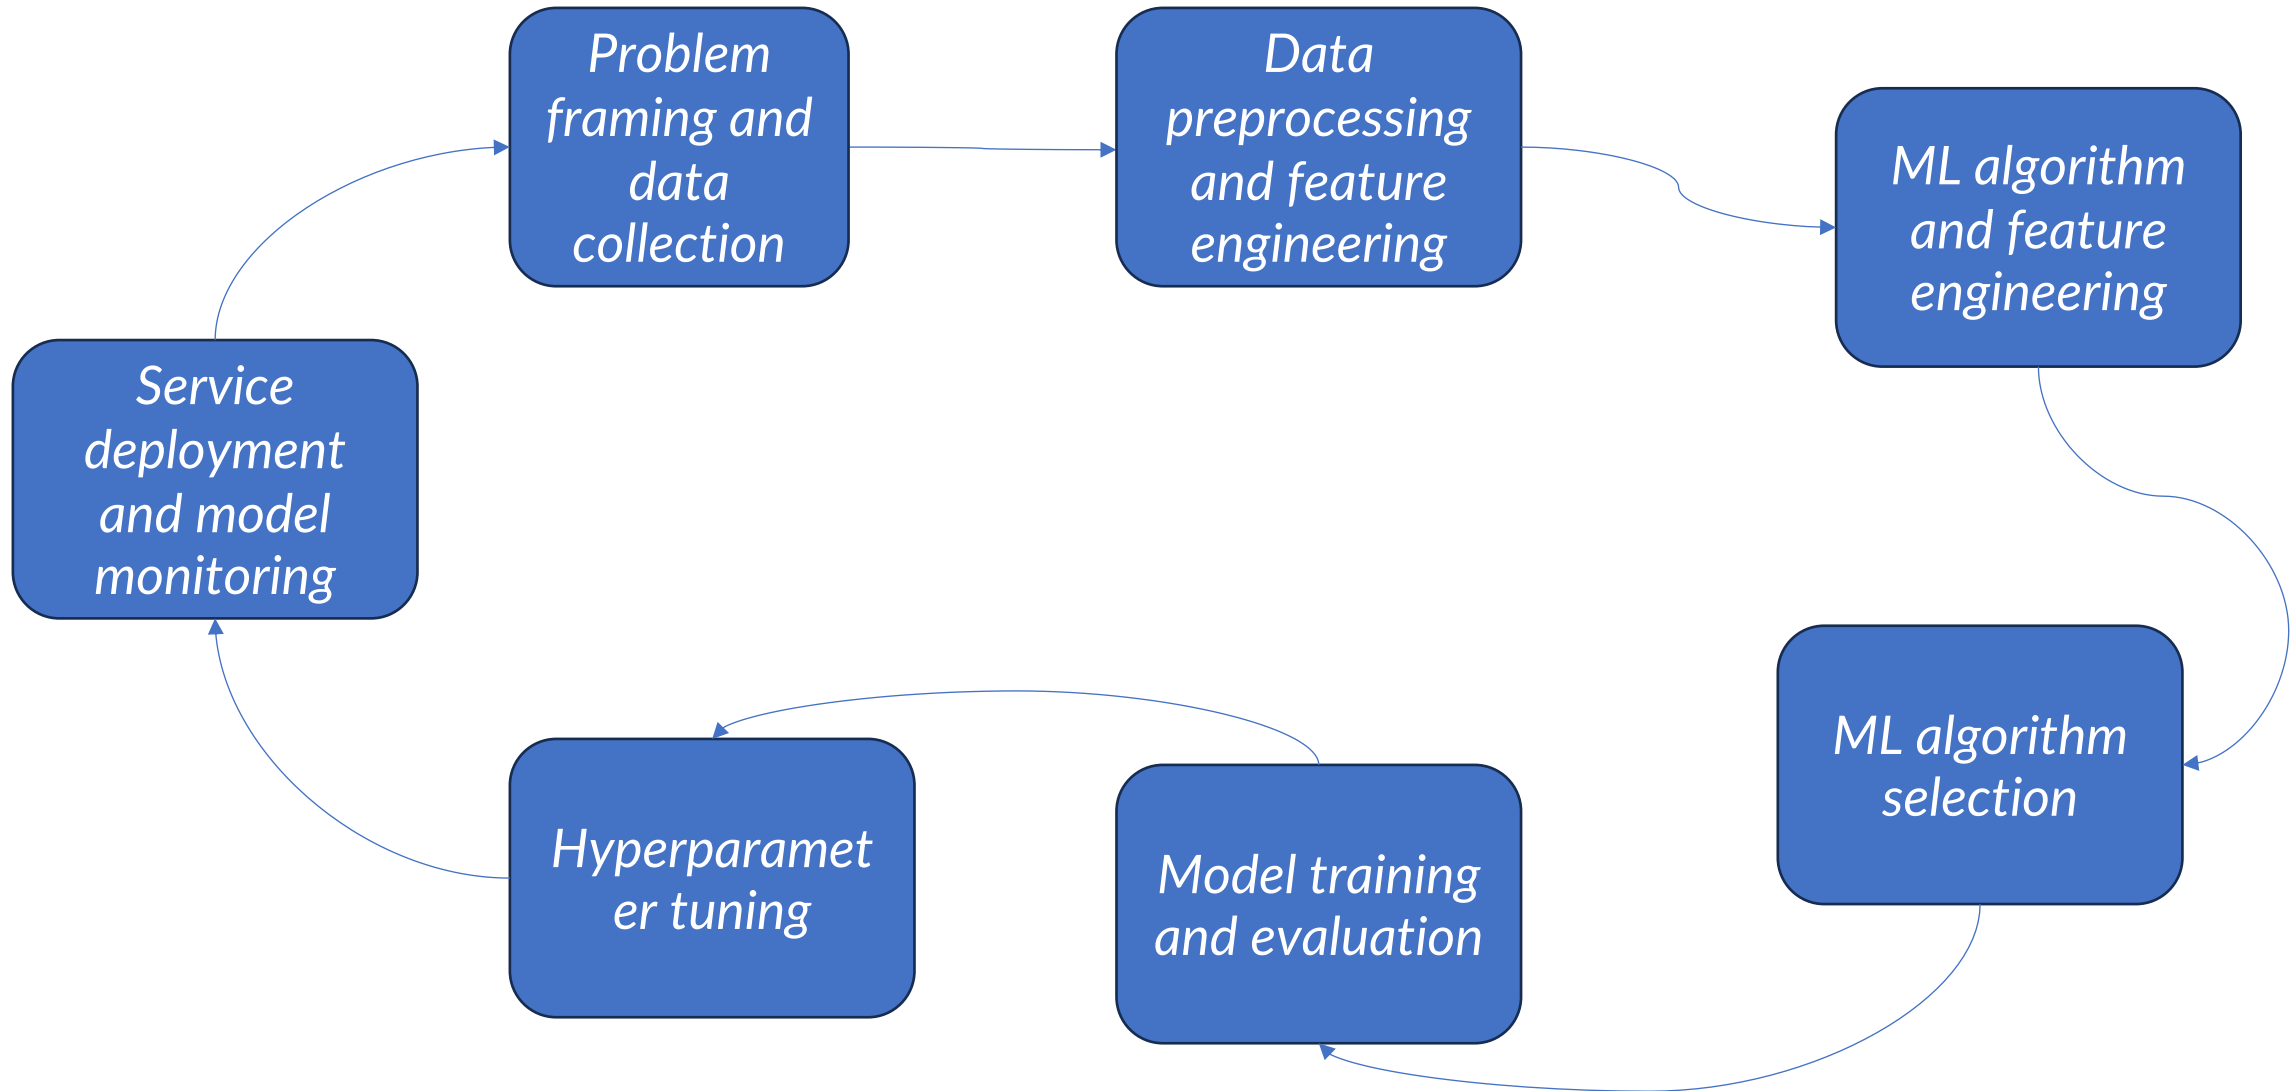 Problem
framing and
data
collection
Data
preprocessing
and feature
engineering
ML algorithm
and feature
engineering
Service
deployment
and model
monitoring
ML algorithm
selection
Hyperparamet
er tuning
Model training
and evaluation